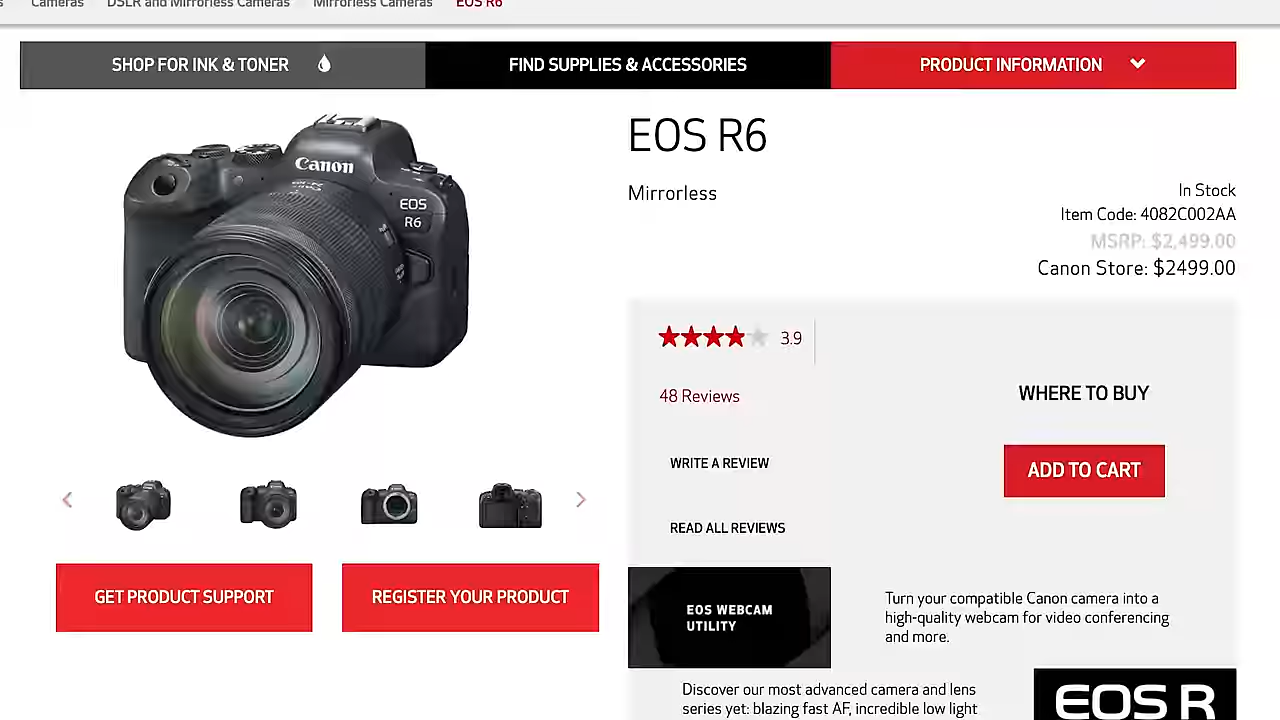 Cameras
DSLR and Mirrorless Cameras
Mirrorless Cameras
EOS R6
SHOP FOR INK & TONER
FIND SUPPLIES & ACCESSORIES
PRODUCT INFORMATION
Canon
EOS
R6
EOS R6
Mirrorless
In Stock
Item Code: 4082C002AA
MSRP: $2,499.00
Canon Store: $2499.00
3.9
48 Reviews
WHERE TO BUY
WRITE A REVIEW
ADD TO CART
READ ALL REVIEWS
GET PRODUCT SUPPORT
REGISTER YOUR PRODUCT
EOS WEBCAM
UTILITY
Turn your compatible Canon camera into a
high-quality webcam for video conferencing
and more.
Discover our most advanced camera and lens
series yet: blazing fast AF, incredible low light
EOS R